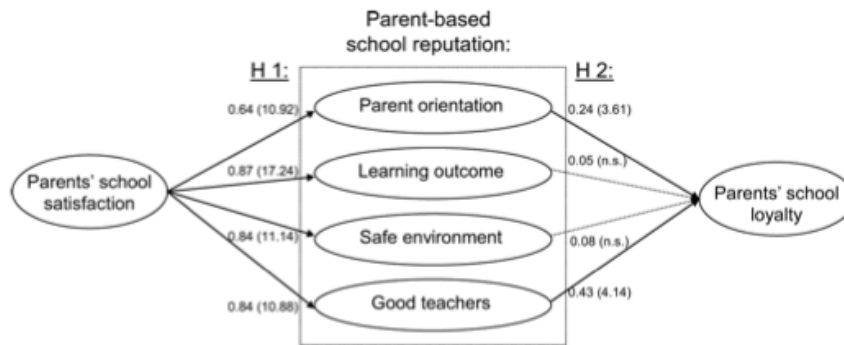 Parent-based
school reputation:
H 1:
H 2:
0.64 (10.92)
Parent orientation
0.24 (3.61)
0.87 (17.24)
Learning outcome
0.05 (n.s.)
Parents' school
satisfaction
Parents' school
loyalty
0.84 (11.14)
Safe environment
0.08 (n.s.)
0.84 (10.88)
Good teachers
0.43 (4.14)